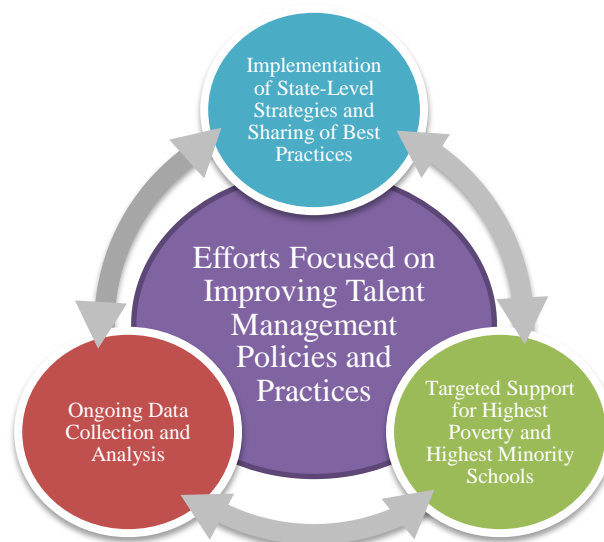 Implementation
of State-Level
Strategies and
Sharing of Best
Practices
Efforts Focused on
Improving Talent
Management
Policies and
Practices
Ongoing Data
Collection and
Analysis
Targeted Support
for Highest
Poverty and
Highest Minority
Schools